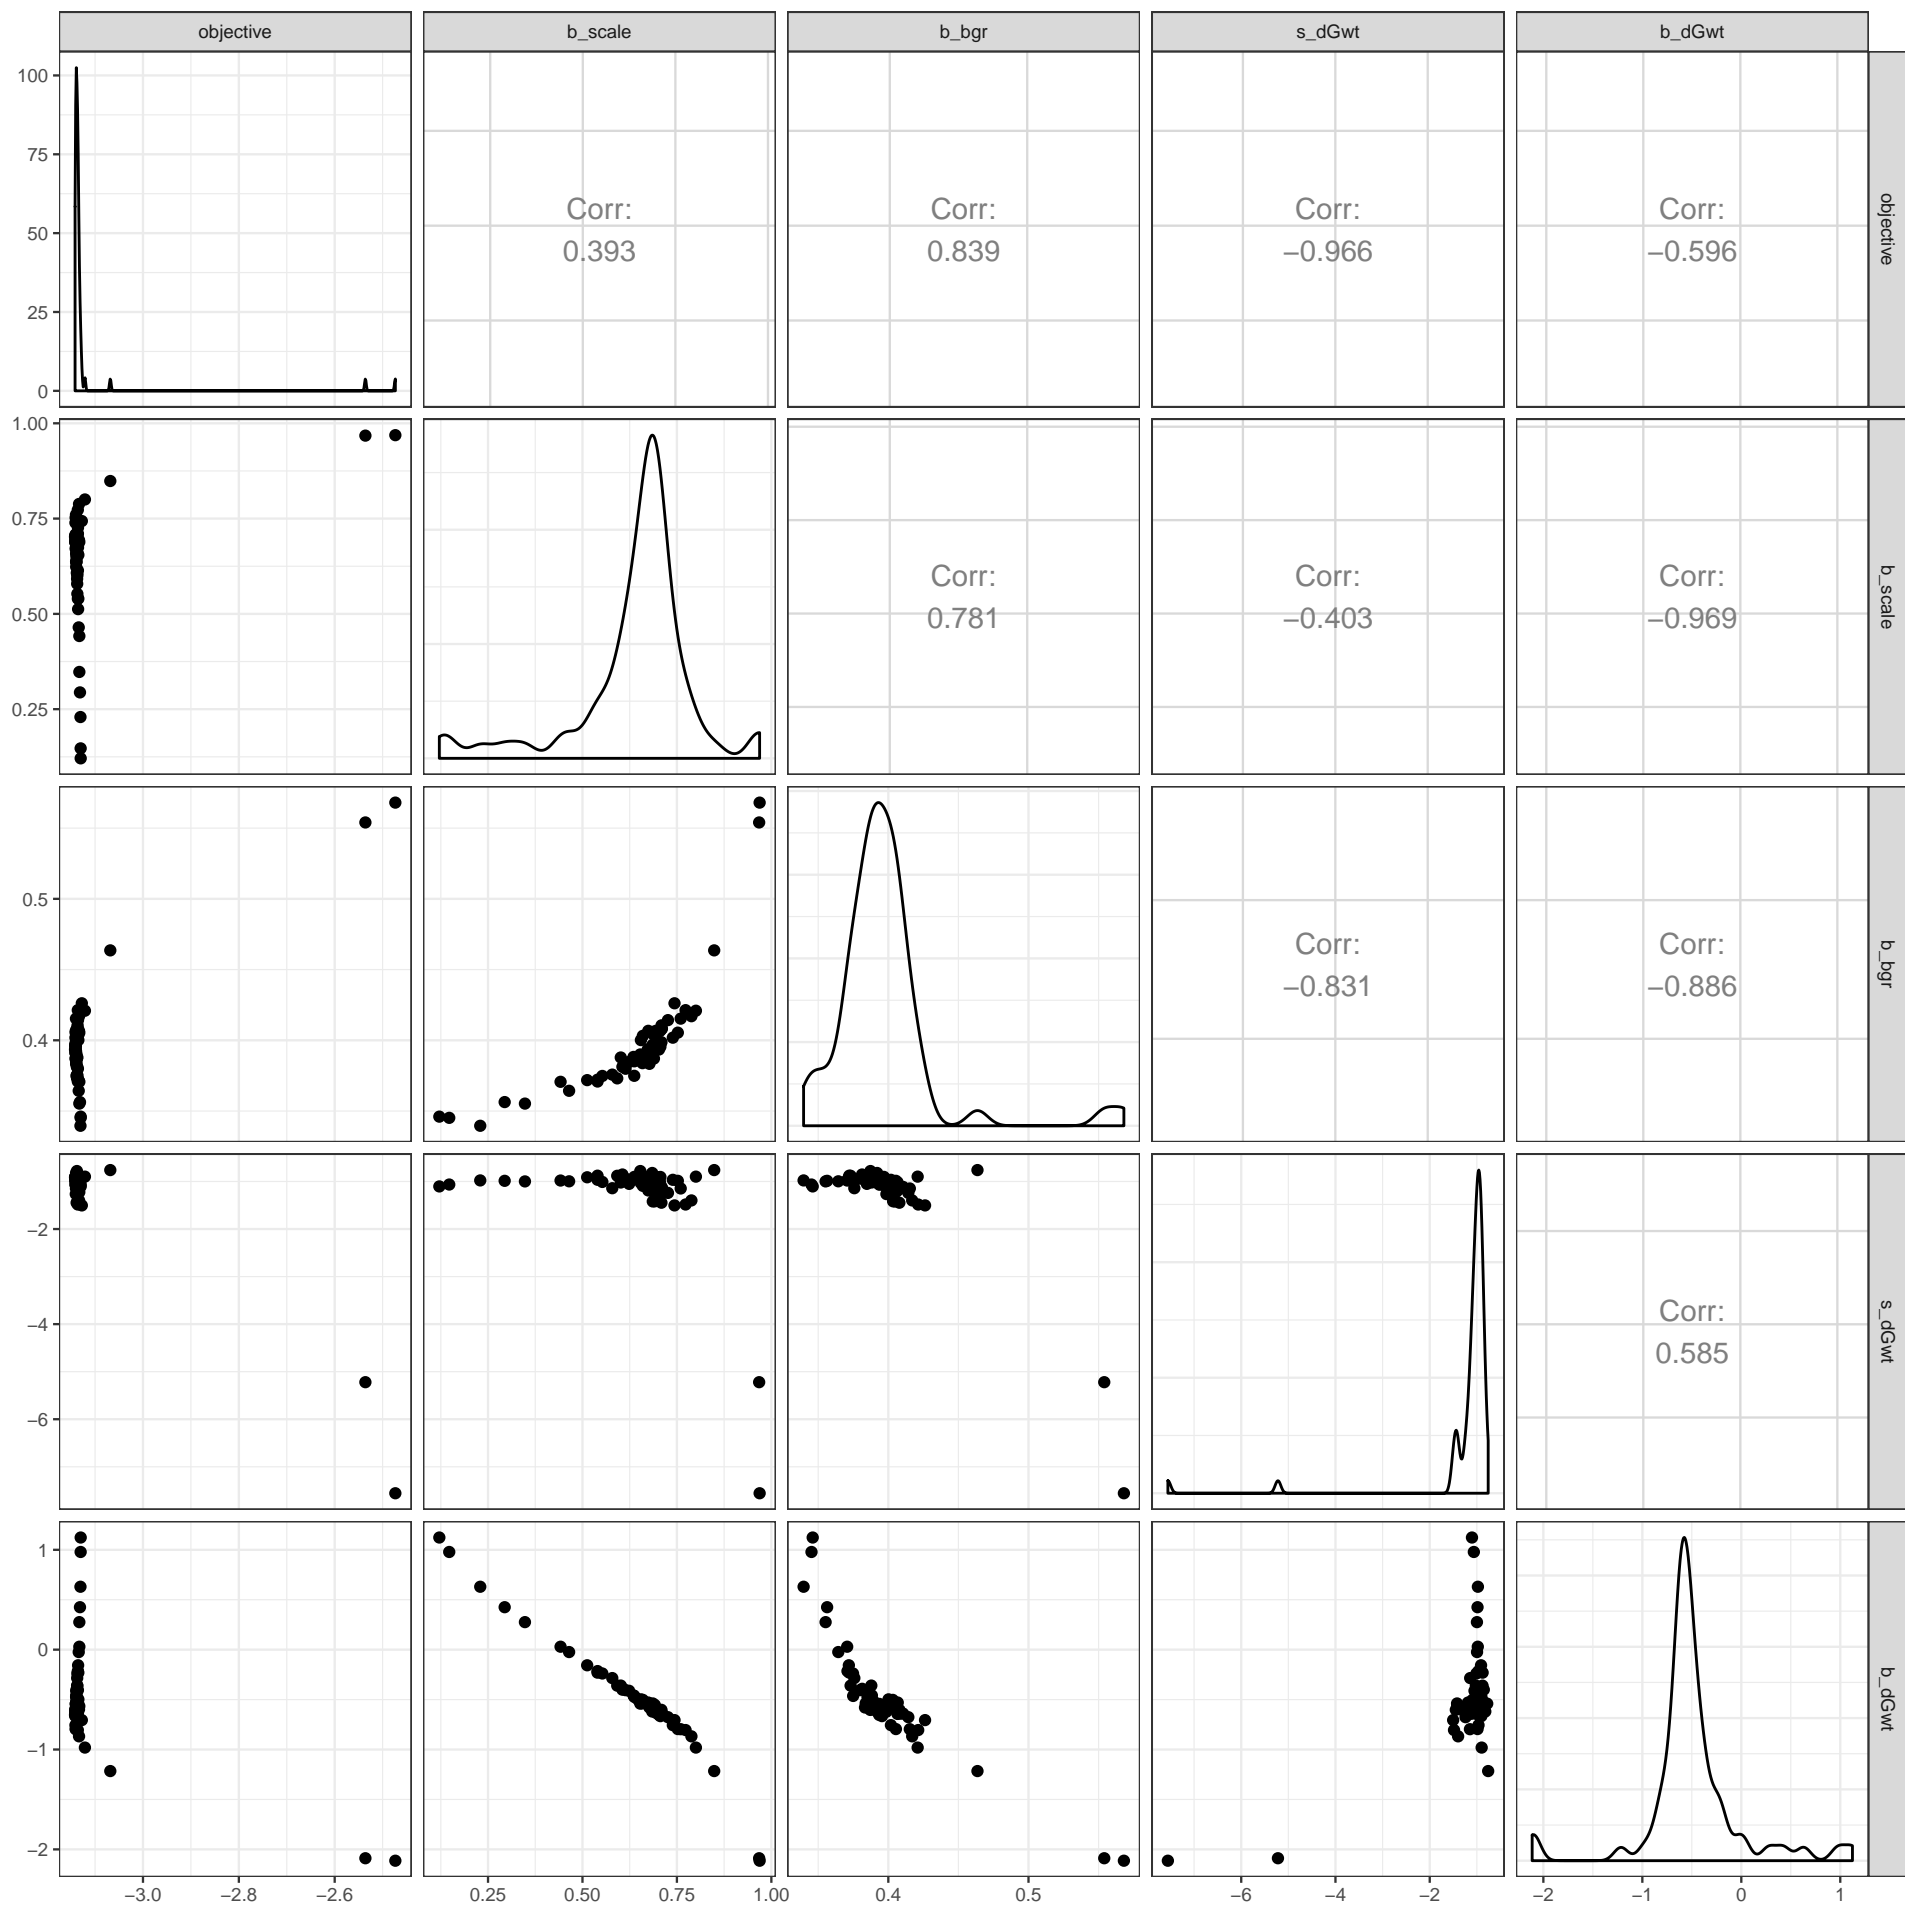 objective b_scale b_bgr s_dGwt b_dGwt
100
75
50
25
0
Corr:
0.393
Corr:
0.839
Corr:
−0.966
Corr:
−0.596
objective
1.00
0.75
0.50
0.25
Corr:
0.781
Corr:
−0.403
Corr:
−0.969
b_scale
0.5
0.4
Corr:
−0.831
Corr:
−0.886
b_bgr
−2
−4
−6
Corr:
0.585
s_dGwt
1
0
−1
−2
b_dGwt
−3.0 −2.8 −2.6 0.25 0.50 0.75 1.00 0.4 0.5 −6 −4 −2 −2 −1 0 1